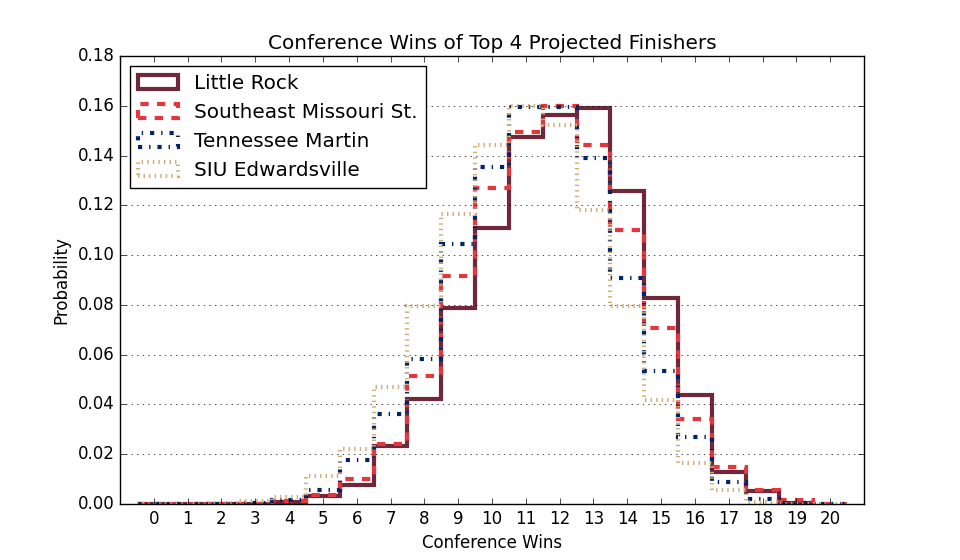 Conference Wins of Top 4 Projected Finishers
0.18
0.16
0.14
0.12
0.10
0.08
0.06
0.04
0.02
0.00
Probability
Little Rock
Southeast Missouri St.
Tennessee Martin
SIU Edwardsville
0 1 2 3 4 5 6 7 8 9 10 11 12 13 14 15 16 17 18 19 20
Conference Wins